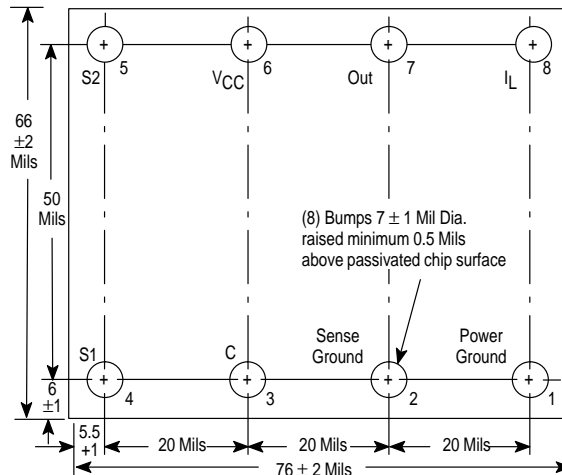 5
6
7
8
S2
VCC
Out
IL
66
±2
Mils
50
Mils
(8) Bumps 7 ± 1 Mil Dia.
raised minimum 0.5 Mils
above passivated chip surface
S1
C
Sense
Ground
Power
Ground
6
±1
4
3
2
1
5.5
±1
20 Mils
20 Mils
20 Mils
76 ± 2 Mils